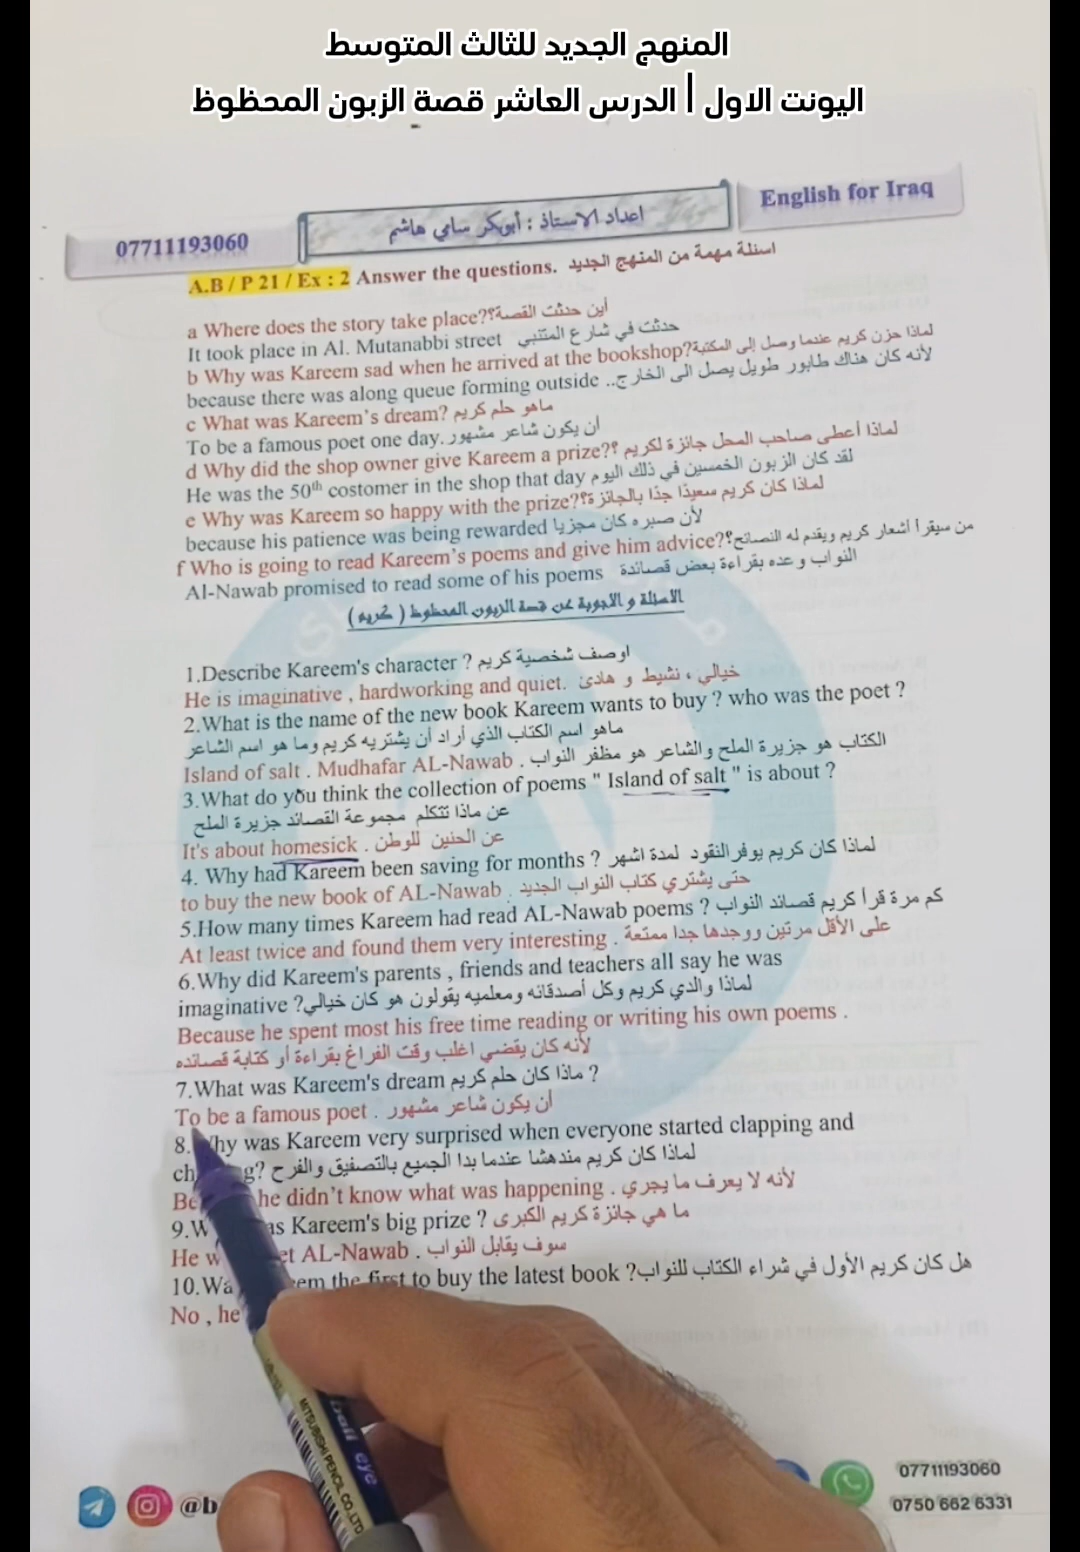 المنهج الجديد للثالث المتوسط
اليونت الاول | الدرس العاشر قصة الزبون المحظوظ
English for Iraq
اعداد الاستاذ : أبوبكر سامي هاشم
07711193060
A.B / P 21 / Ex : 2 Answer the questions. اسئلة مهمة من المنهج الجديد
a Where does the story take place?أين حدثت القصة؟
It took place in Al. Mutanabbi street حدثت في شارع المتنبي
b Why was Kareem sad when he arrived at the bookshop?لماذا حزن كريم عندما وصل إلى المكتبة
because there was along queue forming outside ..لأنه كان هناك طابور طويل يصل الى الخارج
c What was Kareem's dream? ماهو حلم كريم
To be a famous poet one day. أن يكون شاعر مشهور
d Why did the shop owner give Kareem a prize?لماذا أعطى صاحب المحل جائزة لكريم؟
He was the 50th costomer in the shop that day لقد كان الزبون الخمسين في ذلك اليوم
e Why was Kareem so happy with the prize?لماذا كان كريم سعيدًا جدًا بالجائزة؟
because his patience was being rewarded لأن صبره كان مجزيا
f Who is going to read Kareem's poems and give him advice?من سيقرأ أشعار كريم ويقدم له النصائح؟
Al-Nawab promised to read some of his poems النواب وعده بقراءة بعض قصائدة
الاسئلة و الاجوبة عن قصة الزبون المحظوظ ( كريم )
1.Describe Kareem's character ? اوصف شخصية كريم
He is imaginative , hardworking and quiet. خيالي ، نشيط و هادئ
2.What is the name of the new book Kareem wants to buy ? who was the poet ?
ماهو اسم الكتاب الذي أراد أن يشتريه كريم وما هو اسم الشاعر
Island of salt . Mudhafar AL-Nawab . الكتاب هو جزيرة الملح والشاعر هو مظفر النواب
3.What do you think the collection of poems " Island of salt " is about ?
عن ماذا تتكلم مجموعة القصائد جزيرة الملح
It's about homesick . عن الحنين للوطن
4. Why had Kareem been saving for months ? لماذا كان كريم يوفر النقود لمدة اشهر
to buy the new book of AL-Nawab . حتى يشتري كتاب النواب الجديد
5.How many times Kareem had read AL-Nawab poems ? كم مرة قرأ كريم قصائد النواب
At least twice and found them very interesting . على الأقل مرتين ووجدها جدا ممتعة
6.Why did Kareem's parents , friends and teachers all say he was
imaginative ?لماذا والدي كريم وكل أصدقائه ومعلميه يقولون هو كان خيالي
Because he spent most his free time reading or writing his own poems .
لأنه كان يقضي اغلب وقت الفراغ بقراءة أو كتابة قصائده
7.What was Kareem's dream ماذا كان حلم كريم ?
To be a famous poet . أن يكون شاعر مشهور
8. hy was Kareem very surprised when everyone started clapping and
ch g? لماذا كان كريم مندهشا عندما بدا الجميع بالتصفيق والفرح
Be he didn't know what was happening . لأنه لا يعرف ما يجري
9.W as Kareem's big prize ? ما هي جائزة كريم الكبرى
He w et AL-Nawab . سوف يقابل النواب
10.Wa em the first to buy the latest book ?هل كان كريم الأول في شراء الكتاب للنواب
No , he
ball eye
MITSUBISHI PENCIL CO.,LTD
@b
07711193060
0750 662 6331